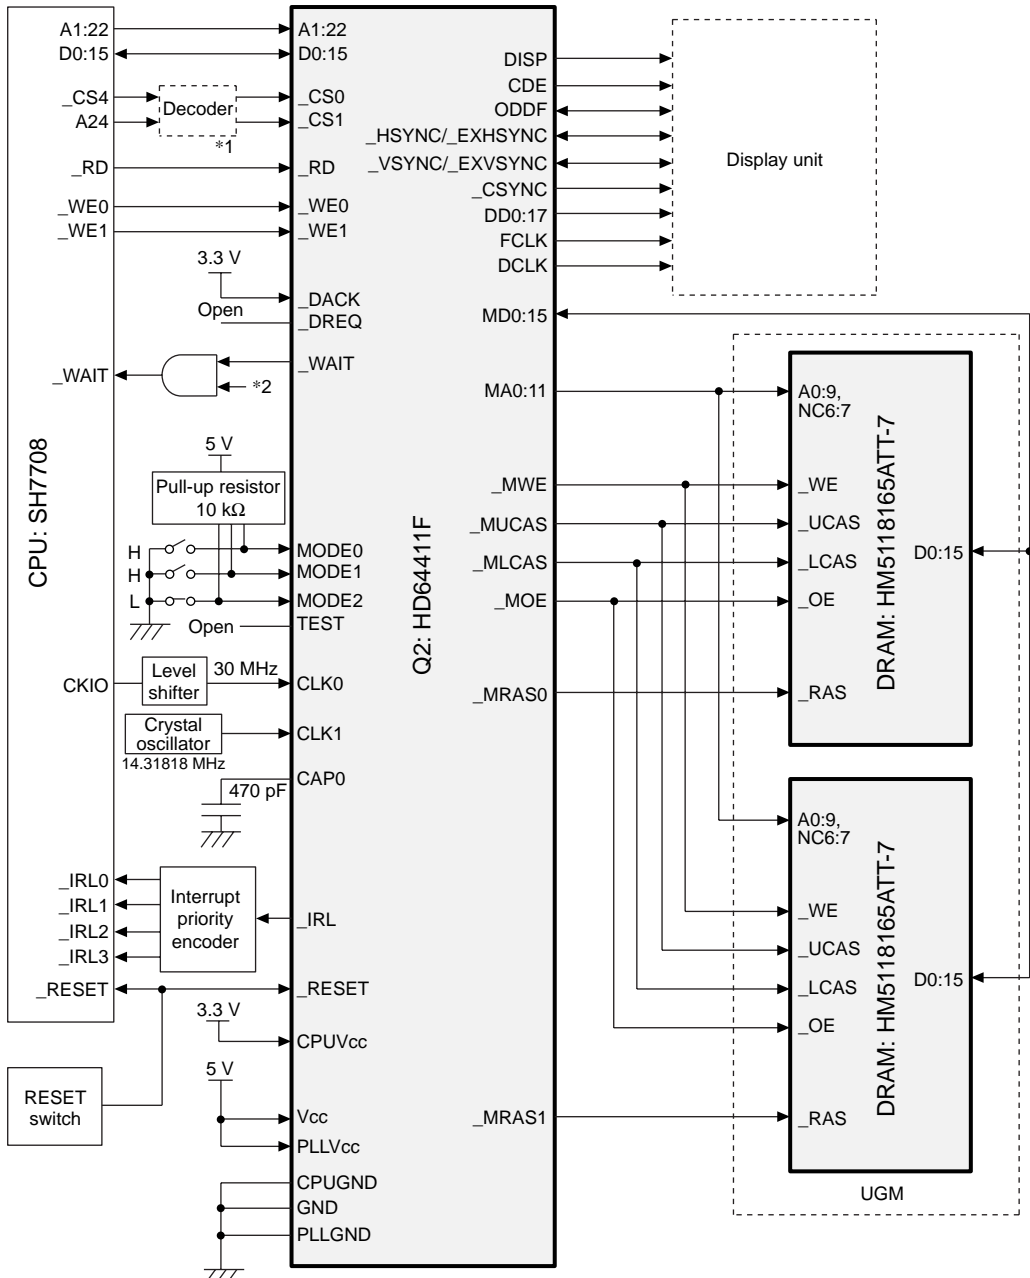 CPU: SH7708
A1:22
D0:15
_CS4
A24
_RD
_WE0
_WE1
_WAIT
CKIO
_IRL0
_IRL1
_IRL2
_IRL3
_RESET
RESET
switch
Decoder
*1
3.3 V
Open
*2
5 V
Pull-up resistor
10 kΩ
H
H
L
Open
Level
shifter
30 MHz
Crystal
oscillator
14.31818 MHz
470 pF
Interrupt
priority
encoder
3.3 V
5 V
Q2: HD64411F
A1:22
D0:15
_CS0
_CS1
_RD
_WE0
_WE1
_DACK
_DREQ
_WAIT
MODE0
MODE1
MODE2
TEST
CLK0
CLK1
CAP0
_IRL
_RESET
CPUVcc
Vcc
PLLVcc
CPUGND
GND
PLLGND
DISP
CDE
ODDF
_HSYNC/_EXHSYNC
_VSYNC/_EXVSYNC
_CSYNC
DD0:17
FCLK
DCLK
MD0:15
MA0:11
_MWE
_MUCAS
_MLCAS
_MOE
_MRAS0
_MRAS1
Display unit
A0:9,
NC6:7
_WE
_UCAS
_LCAS
_OE
_RAS
D0:15
DRAM: HM5118165ATT-7
A0:9,
NC6:7
_WE
_UCAS
_LCAS
_OE
_RAS
D0:15
DRAM: HM5118165ATT-7
UGM